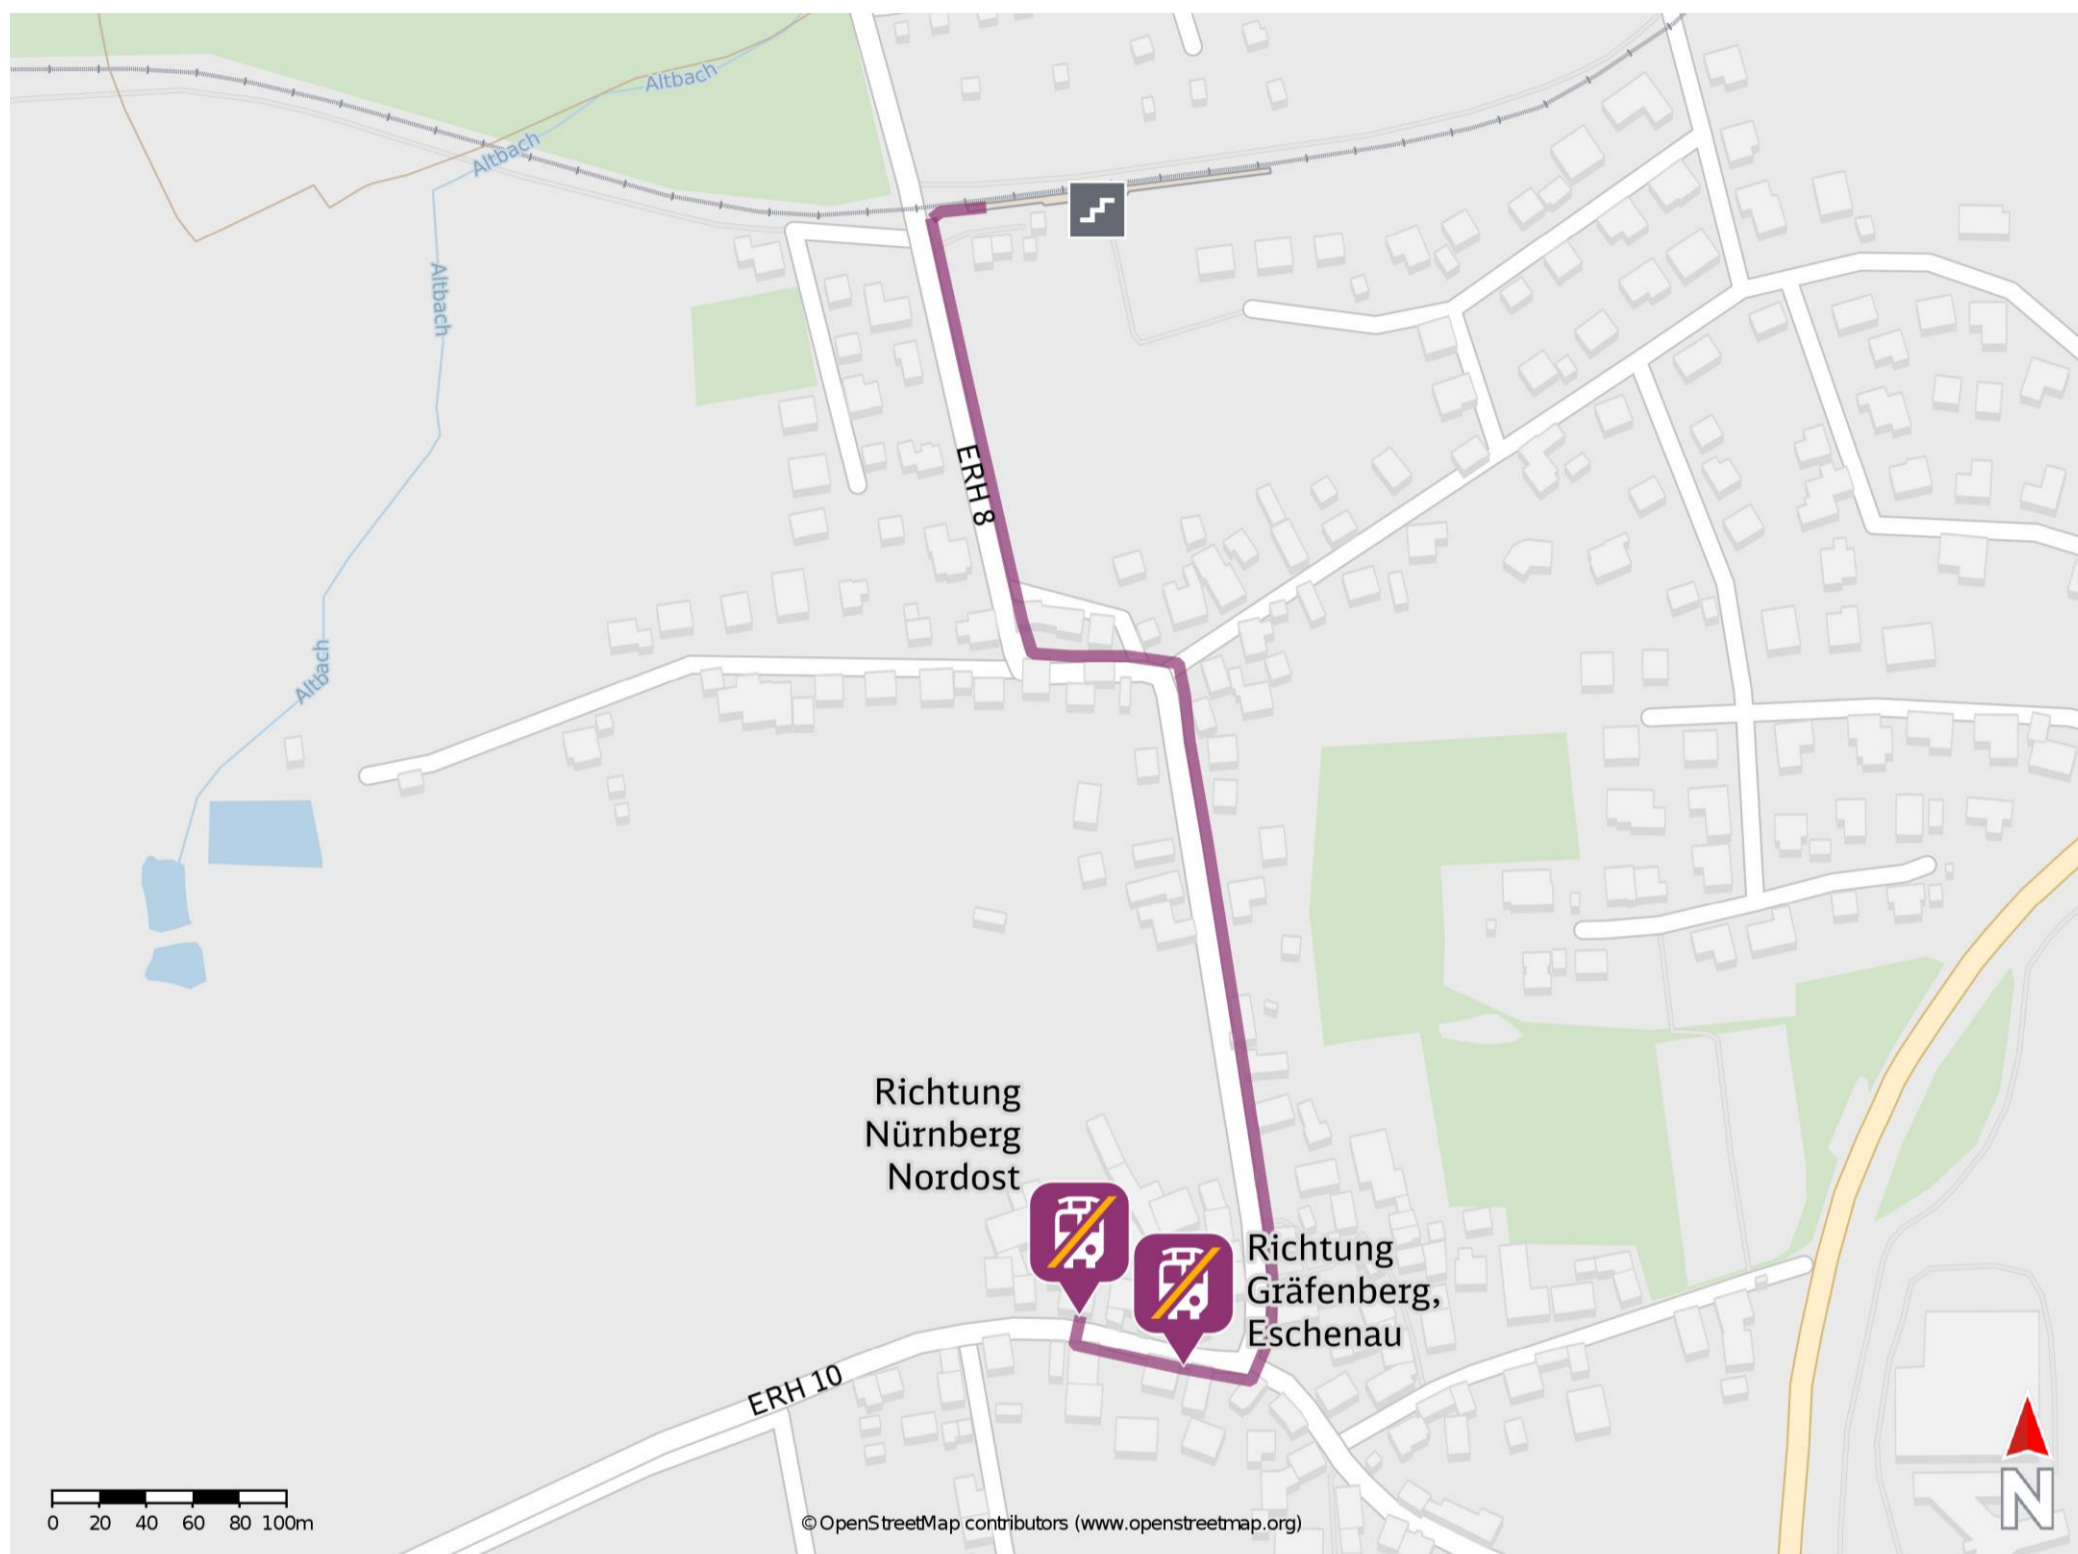 Altbach
Altbach
Altbach
ERH 8
Altbach
Richtung
Nürnberg
Nordost
Richtung
Gräfenberg,
Eschenau
ERH 10
0 20 40 60 80 100m
© OpenStreetMap contributors (www.openstreetmap.org)
N